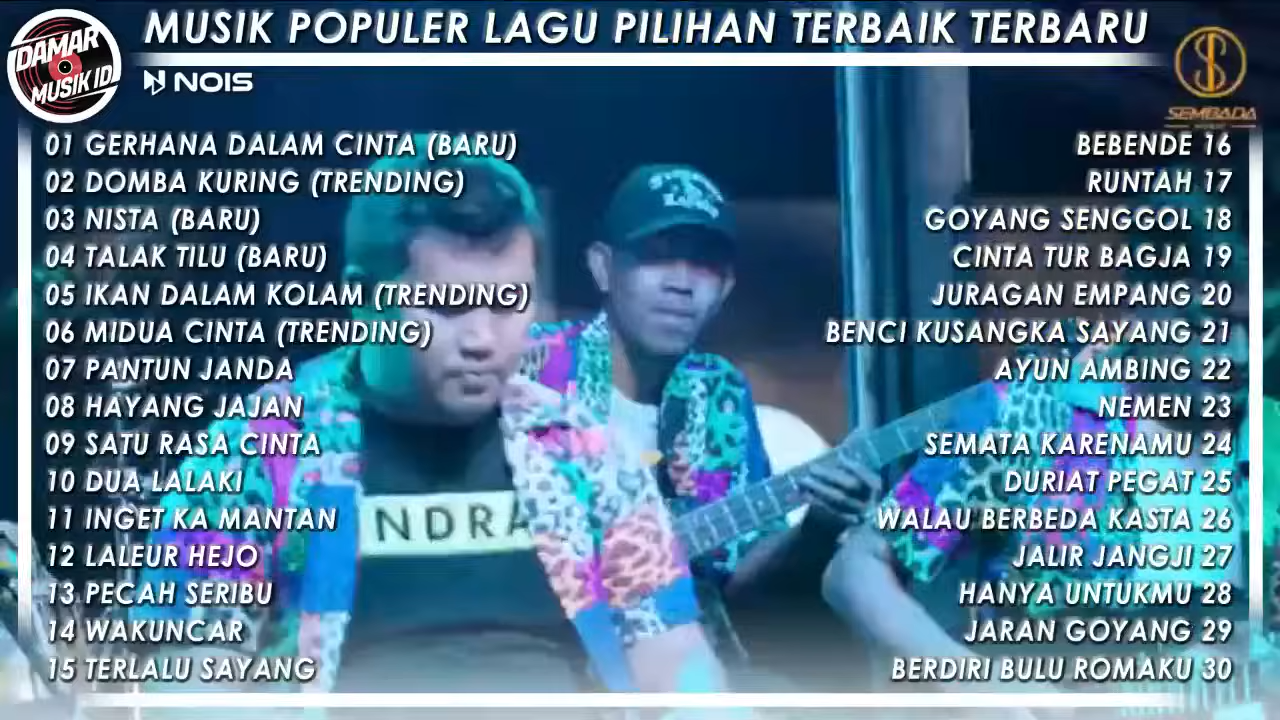 DAMAR
MUSIK ID
MUSIK POPULER LAGU PILIHAN TERBAIK TERBARU
NOIS
SEMBADA
01 GERHANA DALAM CINTA (BARU)
02 DOMBA KURING (TRENDING)
03 NISTA (BARU)
04 TALAK TILU (BARU)
05 IKAN DALAM KOLAM (TRENDING)
06 MIDUA CINTA (TRENDING)
07 PANTUN JANDA
08 HAYANG JAJAN
09 SATU RASA CINTA
10 DUA LALAKI
11 INGET KA MANTAN
12 LALEUR HEJO
13 PECAH SERIBU
14 WAKUNCAR
15 TERLALU SAYANG
BEBENDE 16
RUNTAH 17
GOYANG SENGGOL 18
CINTA TUR BAGJA 19
JURAGAN EMPANG 20
BENCI KUSANGKA SAYANG 21
AYUN AMBING 22
NEMEN 23
SEMATA KARENAMU 24
DURIAT PEGAT 25
WALAU BERBEDA KASTA 26
JALIR JANGJI 27
HANYA UNTUKMU 28
JARAN GOYANG 29
BERDIRI BULU ROMAKU 30
NDRA